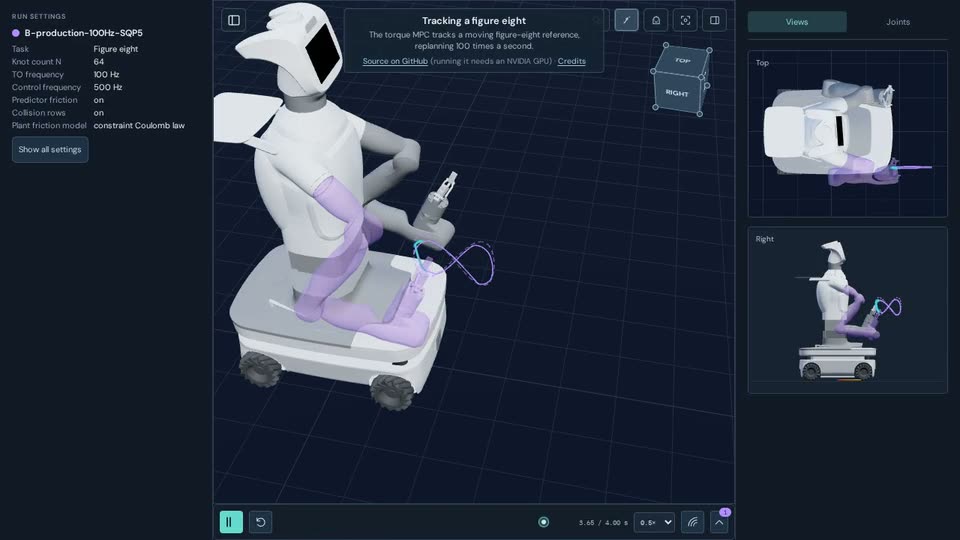 RUN SETTINGS
B-production-100Hz-SQP5
Task Figure eight
Knot count N 64
TO frequency 100 Hz
Control frequency 500 Hz
Predictor friction on
Collision rows on
Plant friction model constraint Coulomb law
Show all settings
Tracking a figure eight
The torque MPC tracks a moving figure-eight reference,
replanning 100 times a second.
Source on GitHub (running it needs an NVIDIA GPU) · Credits
TOP
RIGHT
3.65 / 4.00 s
0.5×
1
Views Joints
Top
Right